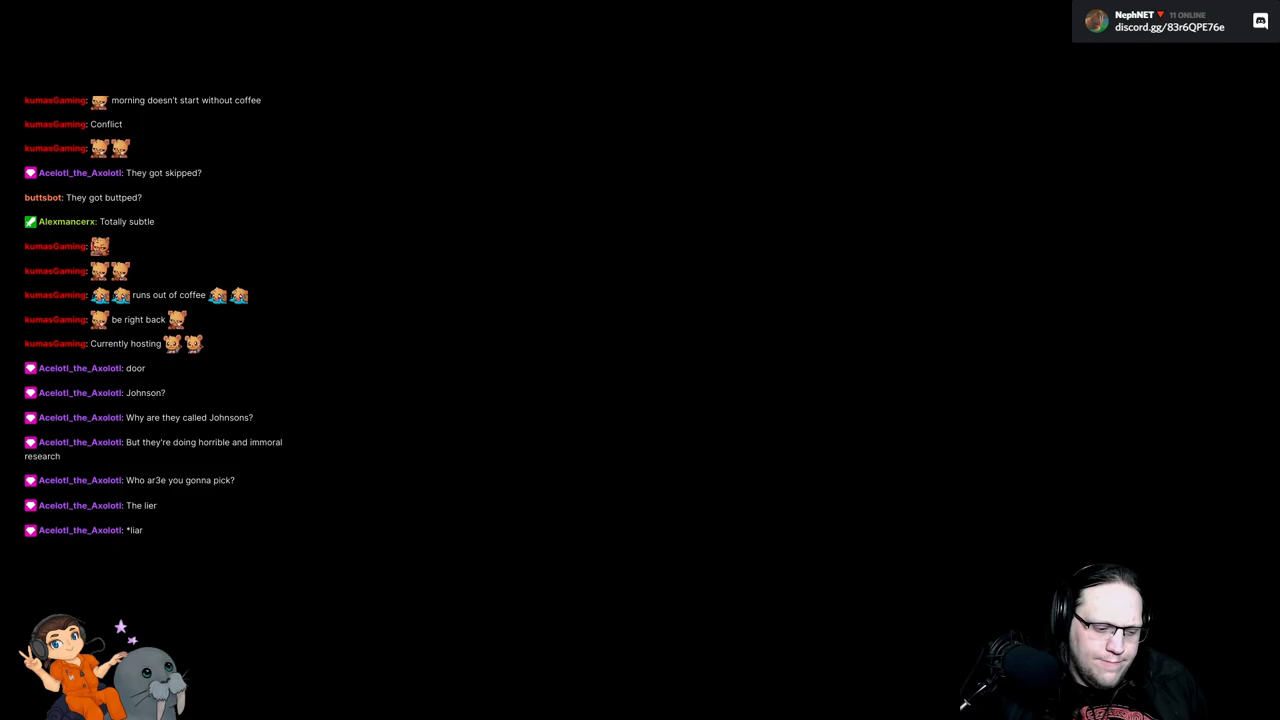 NephNET 11 ONLINE
discord.gg/83r6QPE76e
kumasGaming: morning doesn't start without coffee
kumasGaming: Conflict
kumasGaming:
Acelotl_the_Axolotl: They got skipped?
buttsbot: They got buttped?
Alexmancerx: Totally subtle
kumasGaming:
kumasGaming:
kumasGaming: runs out of coffee
kumasGaming: be right back
kumasGaming: Currently hosting
Acelotl_the_Axolotl: door
Acelotl_the_Axolotl: Johnson?
Acelotl_the_Axolotl: Why are they called Johnsons?
Acelotl_the_Axolotl: But they're doing horrible and immoral
research
Acelotl_the_Axolotl: Who ar3e you gonna pick?
Acelotl_the_Axolotl: The lier
Acelotl_the_Axolotl: *liar